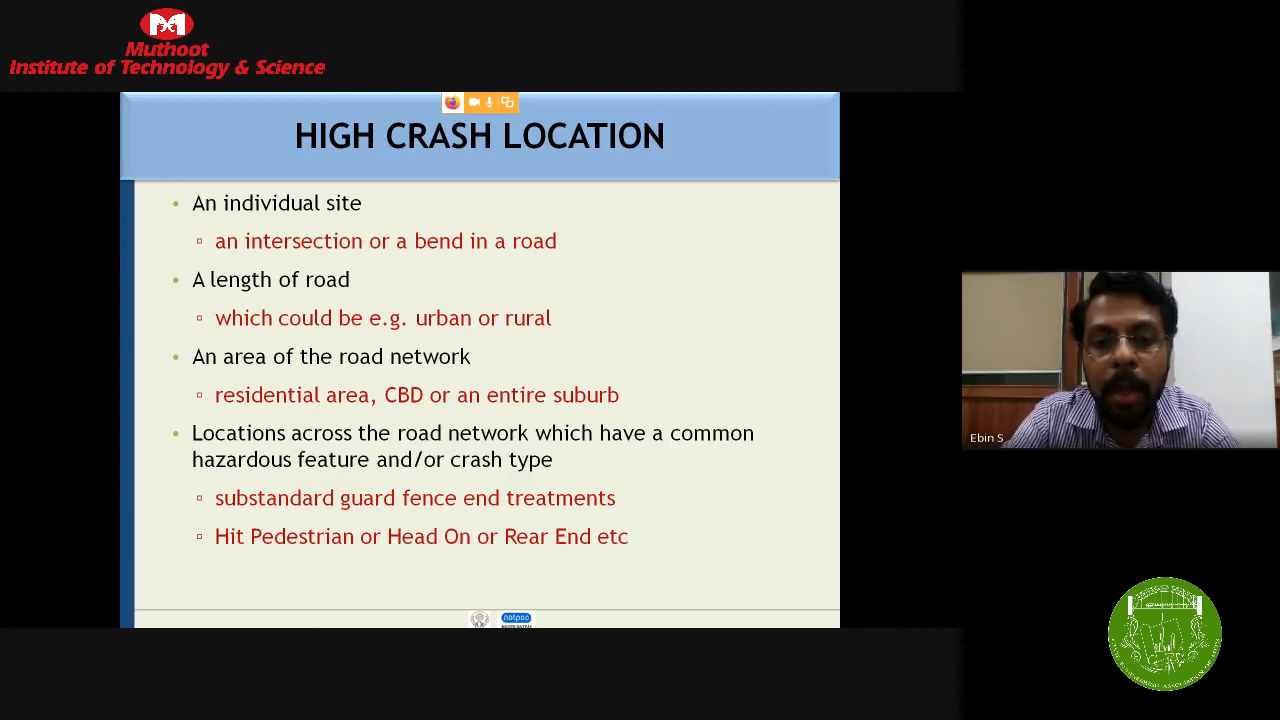 Muthoot
Institute of Technology & Science
HIGH CRASH LOCATION
• An individual site
▫ an intersection or a bend in a road
• A length of road
▫ which could be e.g. urban or rural
• An area of the road network
▫ residential area, CBD or an entire suburb
• Locations across the road network which have a common
hazardous feature and/or crash type
▫ substandard guard fence end treatments
▫ Hit Pedestrian or Head On or Rear End etc
natpac
Ebin S